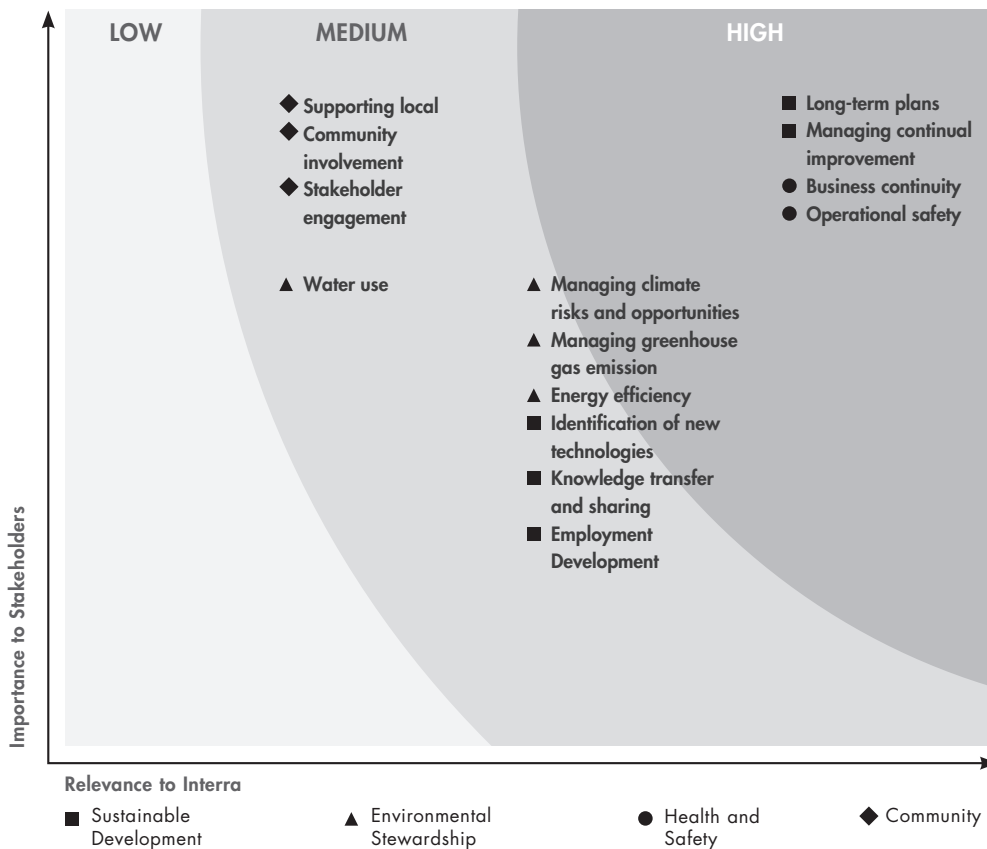 LOW
MEDIUM
HIGH
Supporting local
Community
involvement
Stakeholder
engagement
Long-term plans
Managing continual
improvement
Business continuity
Operational safety
Water use
Managing climate
risks and opportunities
Managing greenhouse
gas emission
Energy efficiency
Identification of new
technologies
Knowledge transfer
and sharing
Employment
Development
Importance to Stakeholders
Relevance to Interra
Sustainable
Development
Environmental
Stewardship
Health and
Safety
Community